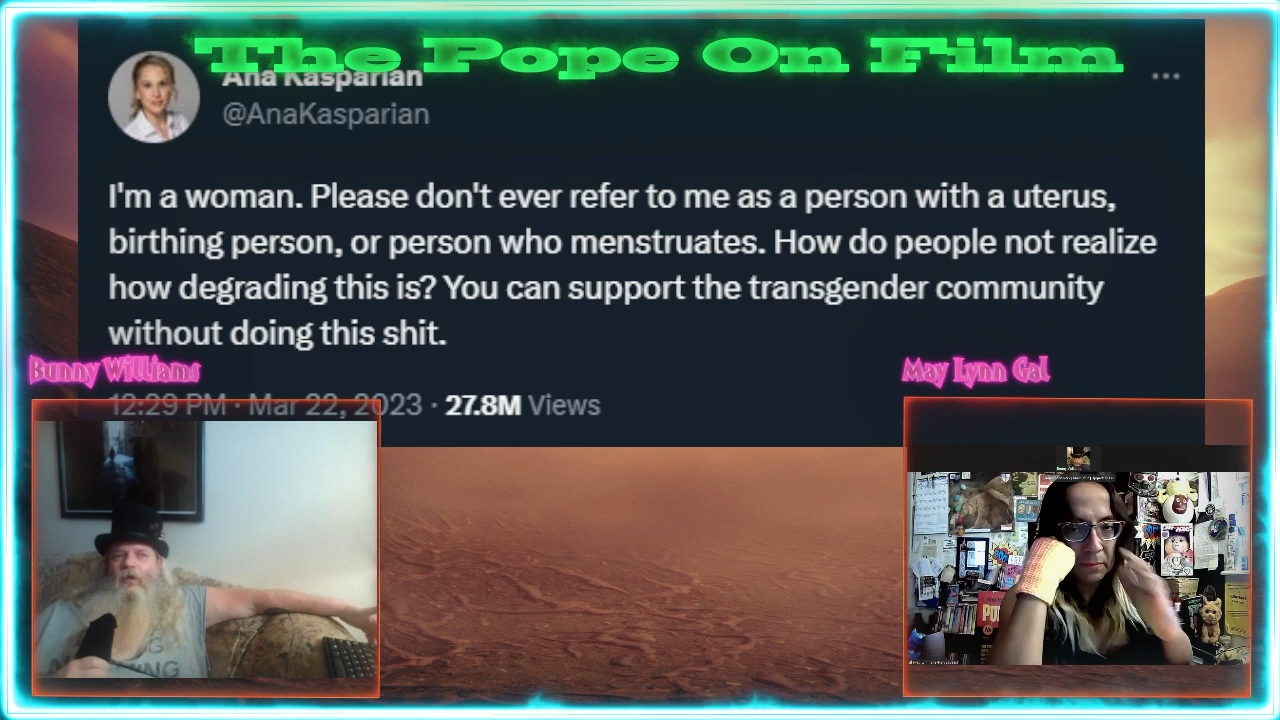 The Pope On Film
Ana Kasparian
@AnaKasparian
I'm a woman. Please don't ever refer to me as a person with a uterus,
birthing person, or person who menstruates. How do people not realize
how degrading this is? You can support the transgender community
without doing this shit.
12:29 PM · Mar 22, 2023 · 27.8M Views
Bunny Williams
May Lynn Gal